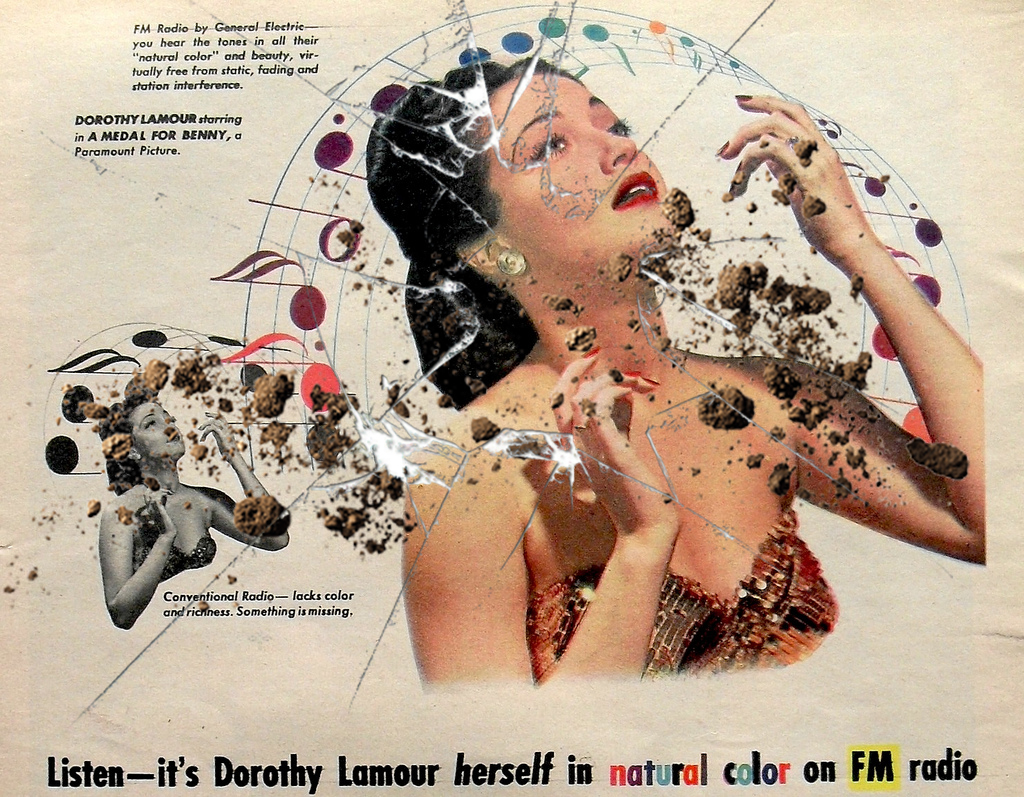 FM Radio by General Electric—
you hear the tones in all their
"natural color" and beauty, vir-
tually free from static, fading and
station interference.
DOROTHY LAMOUR starring
in A MEDAL FOR BENNY, a
Paramount Picture.
Conventional Radio— lacks color
and richness. Something is missing.
Listen—it's Dorothy Lamour herself in natural color on FM radio